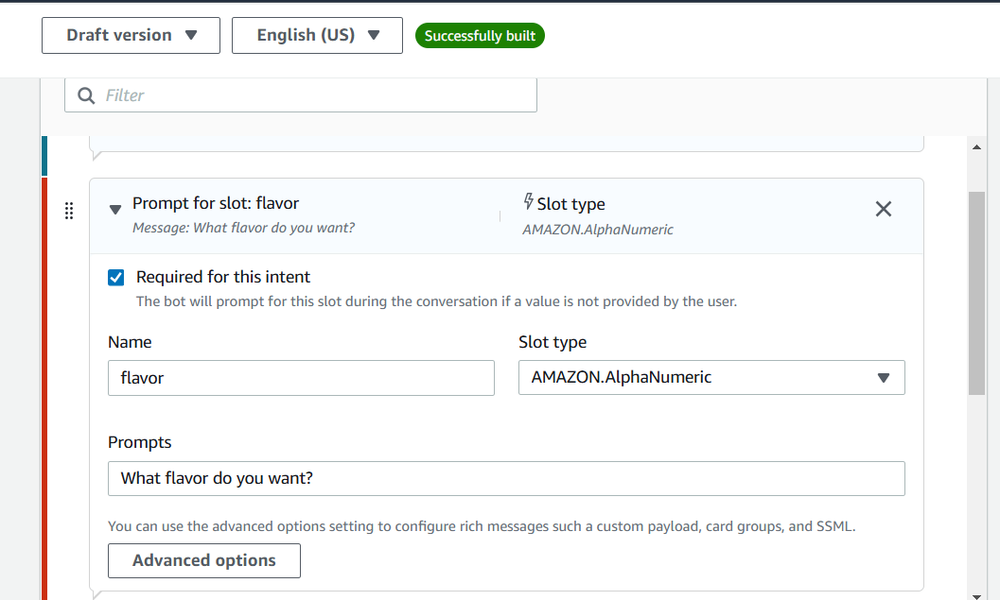 Draft version
English (US)
Successfully built
Filter
Prompt for slot: flavor
Message: What flavor do you want?
Slot type
AMAZON.AlphaNumeric
Required for this intent
The bot will prompt for this slot during the conversation if a value is not provided by the user.
Name
flavor
Slot type
AMAZON.AlphaNumeric
Prompts
What flavor do you want?
You can use the advanced options setting to configure rich messages such a custom payload, card groups, and SSML.
Advanced options